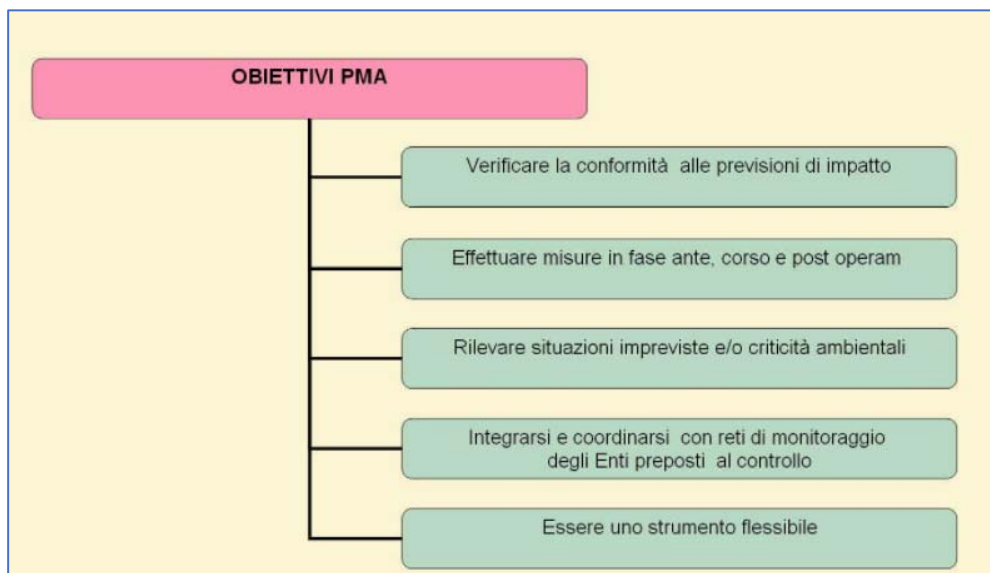 OBIETTIVI PMA
Verificare la conformità alle previsioni di impatto
Effettuare misure in fase ante, corso e post operam
Rilevare situazioni impreviste e/o criticità ambientali
Integrarsi e coordinarsi con reti di monitoraggio
degli Enti preposti al controllo
Essere uno strumento flessibile